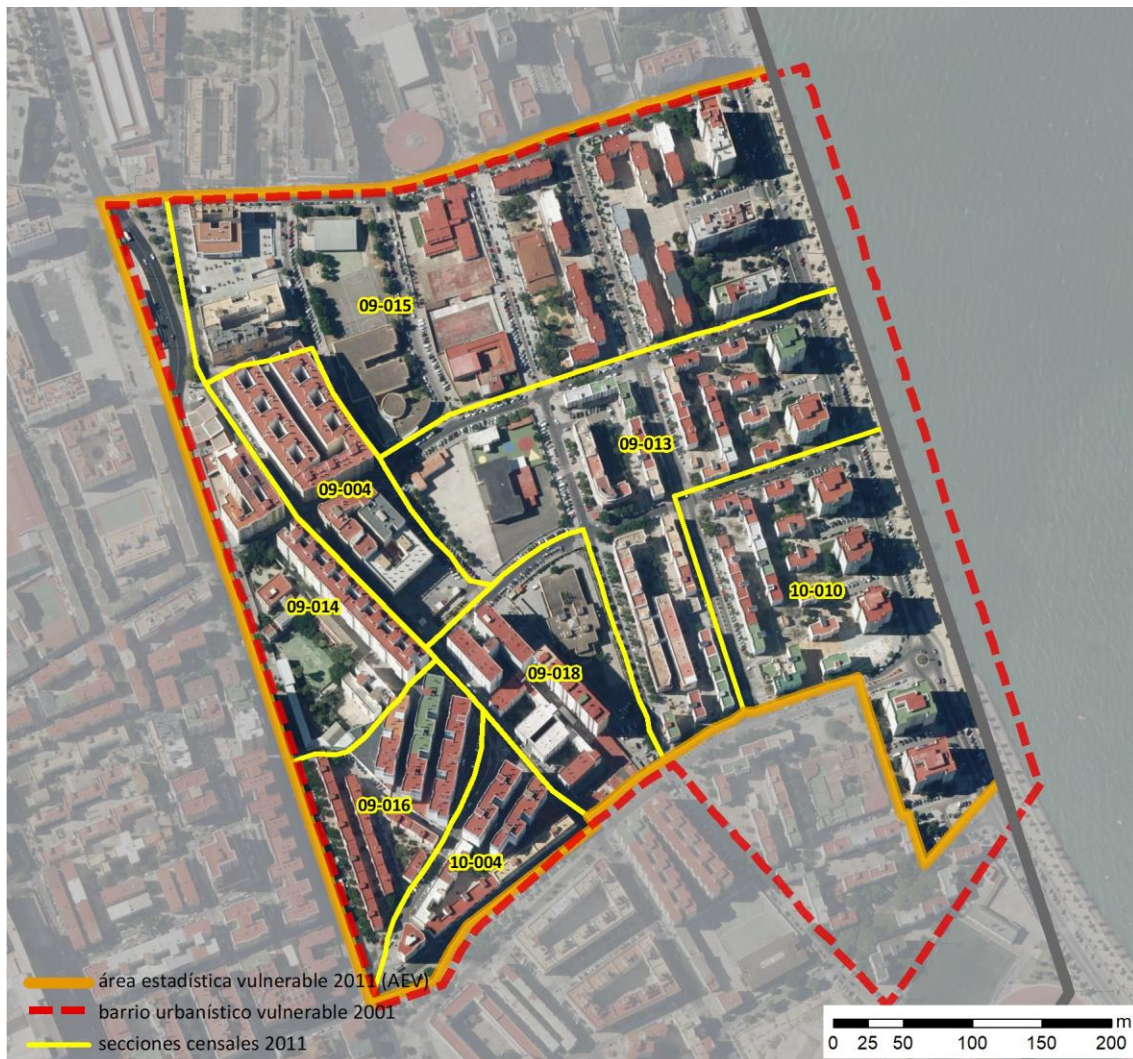 09-015
09-013
09-004
10-010
09-014
09-018
09-016
10-004
área estadística vulnerable 2011 (AEV)
barrio urbanístico vulnerable 2001
secciones censales 2011
m
0 25 50 100 150 200